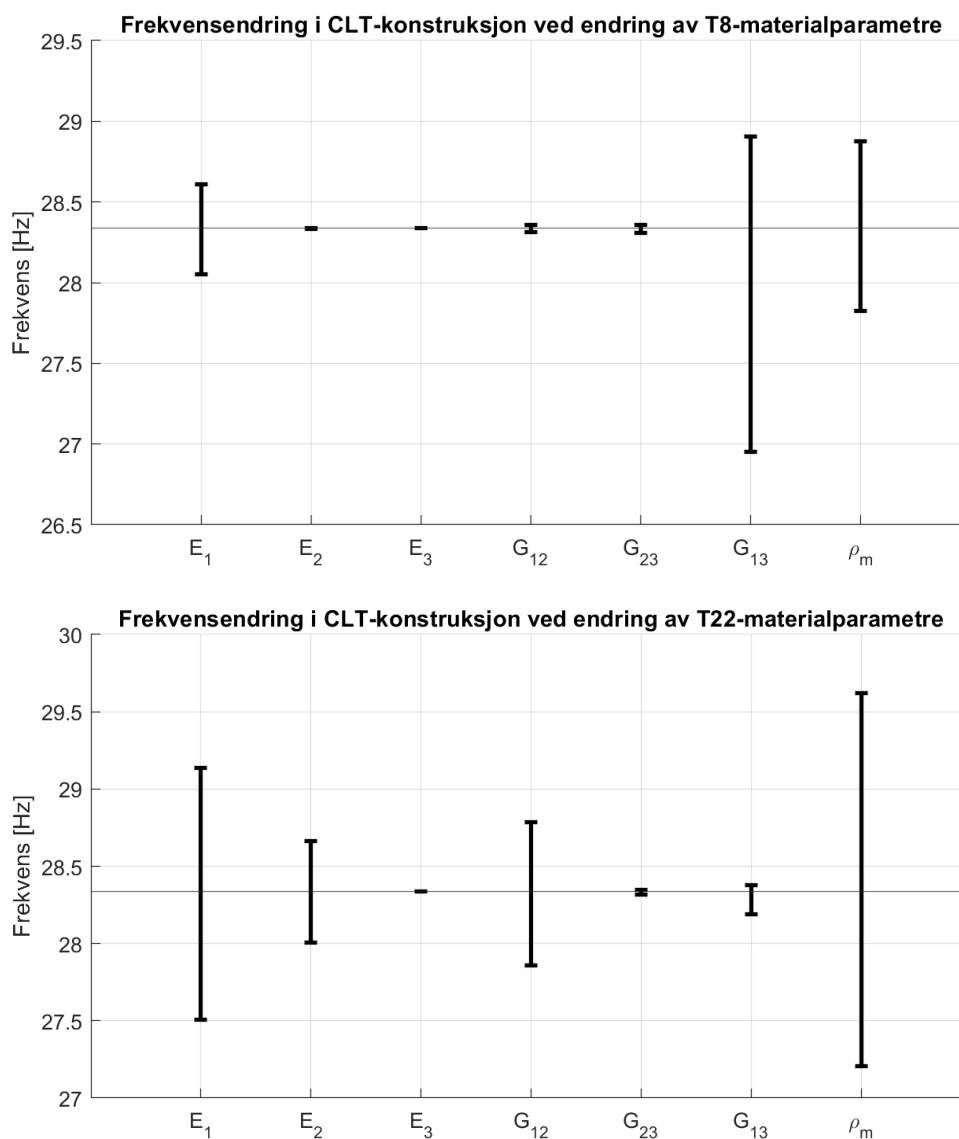 Frekvensendring i CLT-konstruksjon ved endring av T8-materialparametre
29.5
29
28.5
28
27.5
27
26.5
Frekvens [Hz]
E₁ E₂ E₃ G₁₂ G₂₃ G₁₃ ρₘ
Frekvensendring i CLT-konstruksjon ved endring av T22-materialparametre
30
29.5
29
28.5
28
27.5
27
Frekvens [Hz]
E₁ E₂ E₃ G₁₂ G₂₃ G₁₃ ρₘ